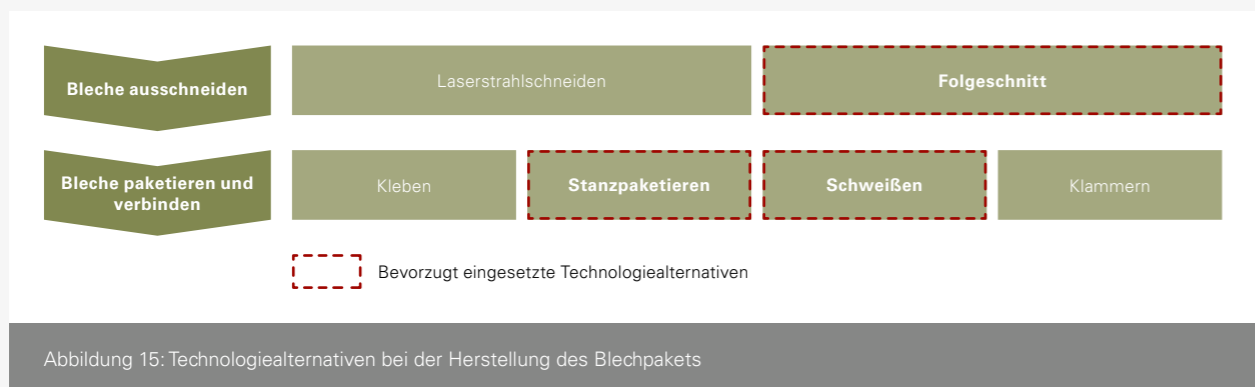 Bleche ausschneiden
Laserstrahlschneiden
Folgeschnitt
Bleche paketieren und
verbinden
Kleben
Stanzpaketieren
Schweißen
Klammern
Bevorzugt eingesetzte Technologiealternativen
Abbildung 15: Technologiealternativen bei der Herstellung des Blechpakets